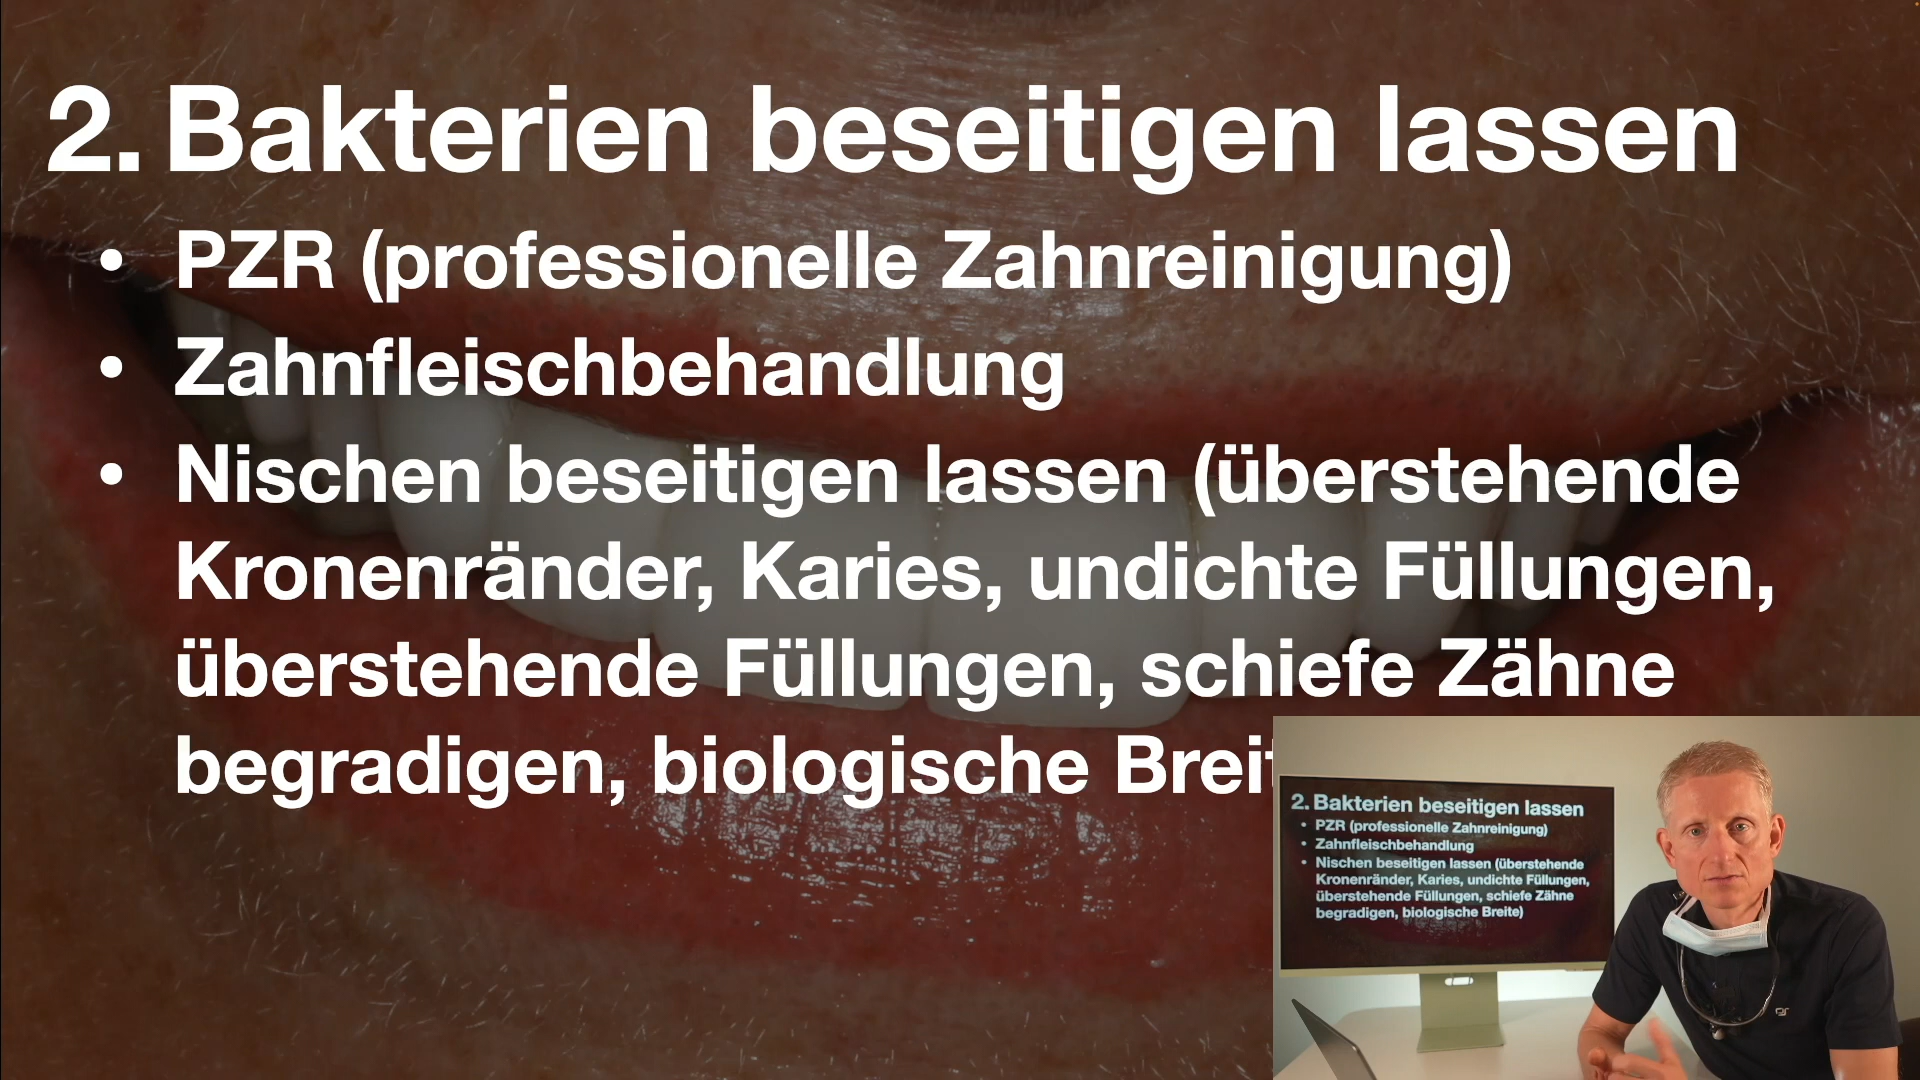 2. Bakterien beseitigen lassen
• PZR (professionelle Zahnreinigung)
• Zahnfleischbehandlung
• Nischen beseitigen lassen (überstehende
Kronenränder, Karies, undichte Füllungen,
überstehende Füllungen, schiefe Zähne
begradigen, biologische Breit
2. Bakterien beseitigen lassen
• PZR (professionelle Zahnreinigung)
• Zahnfleischbehandlung
• Nischen beseitigen lassen (überstehende
Kronenränder, Karies, undichte Füllungen,
überstehende Füllungen, schiefe Zähne
begradigen, biologische Breite)